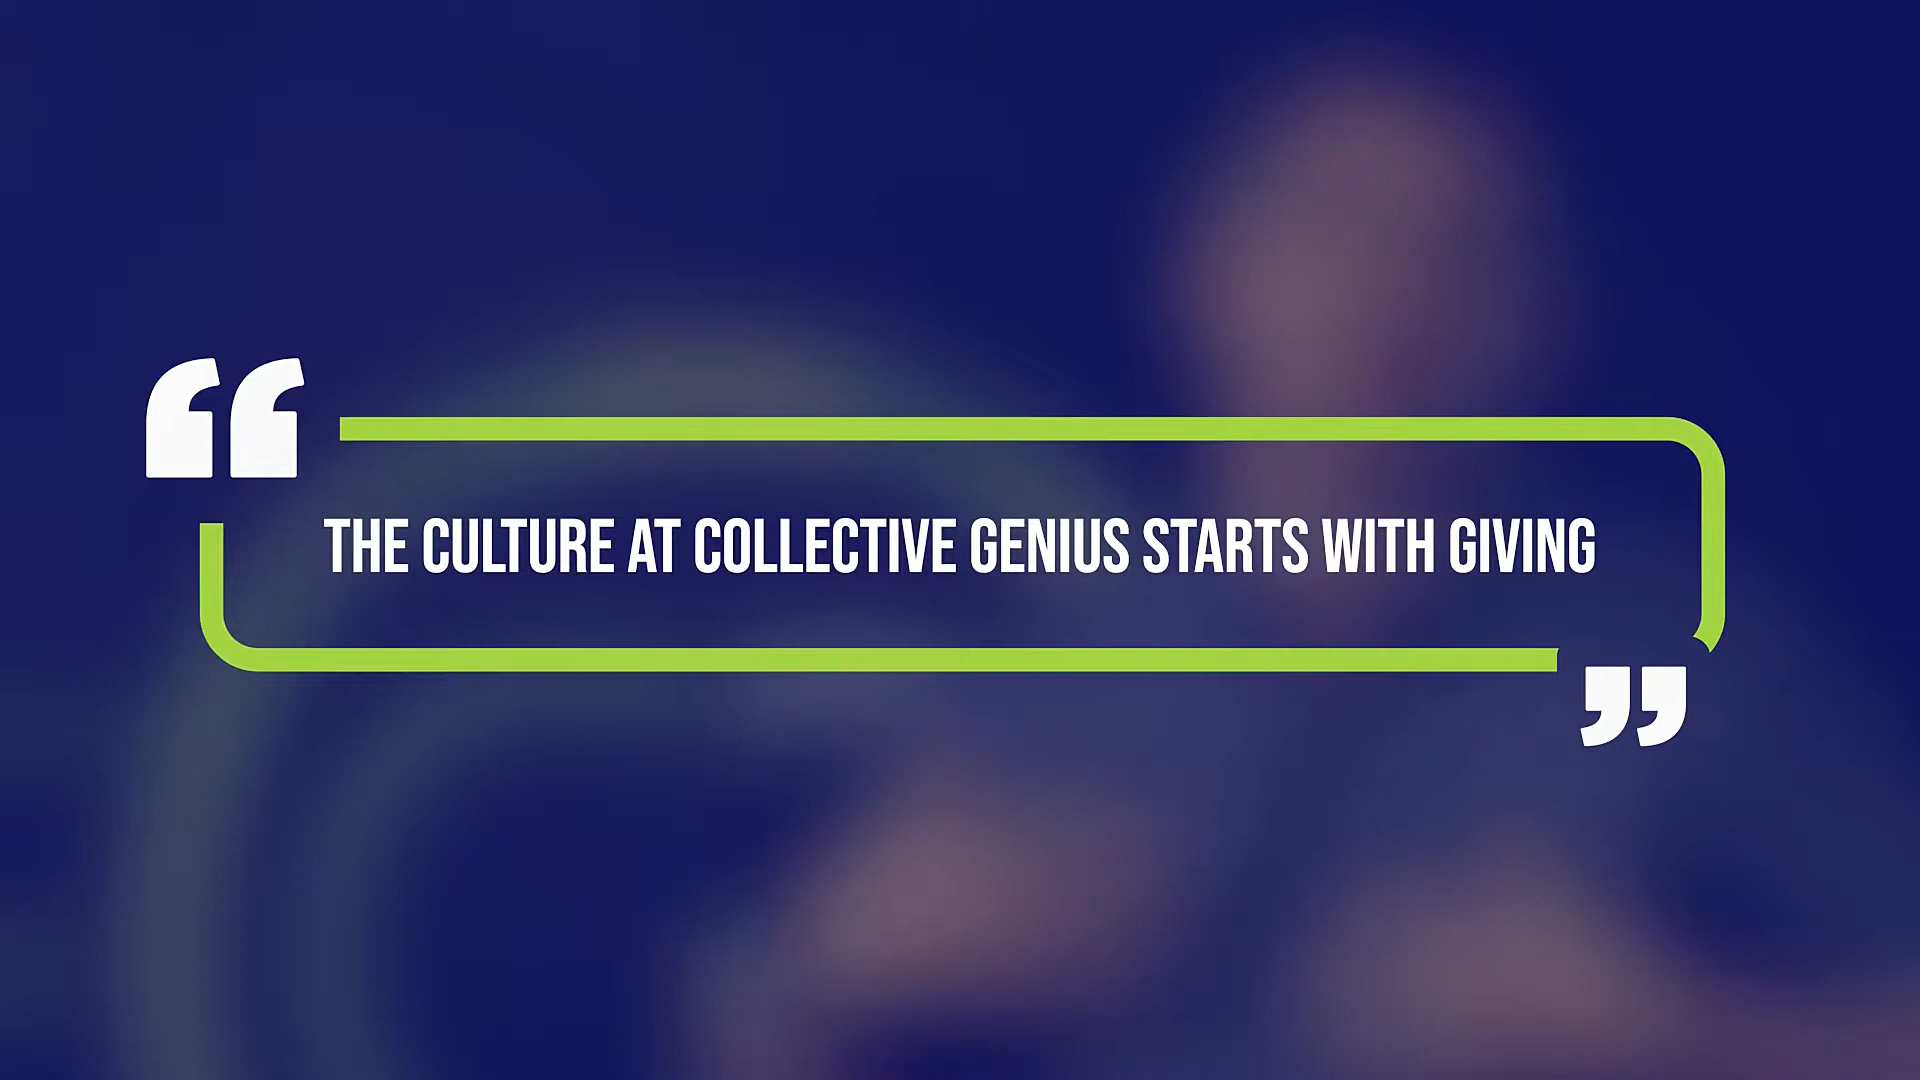 “
THE CULTURE AT COLLECTIVE GENIUS STARTS WITH GIVING
”